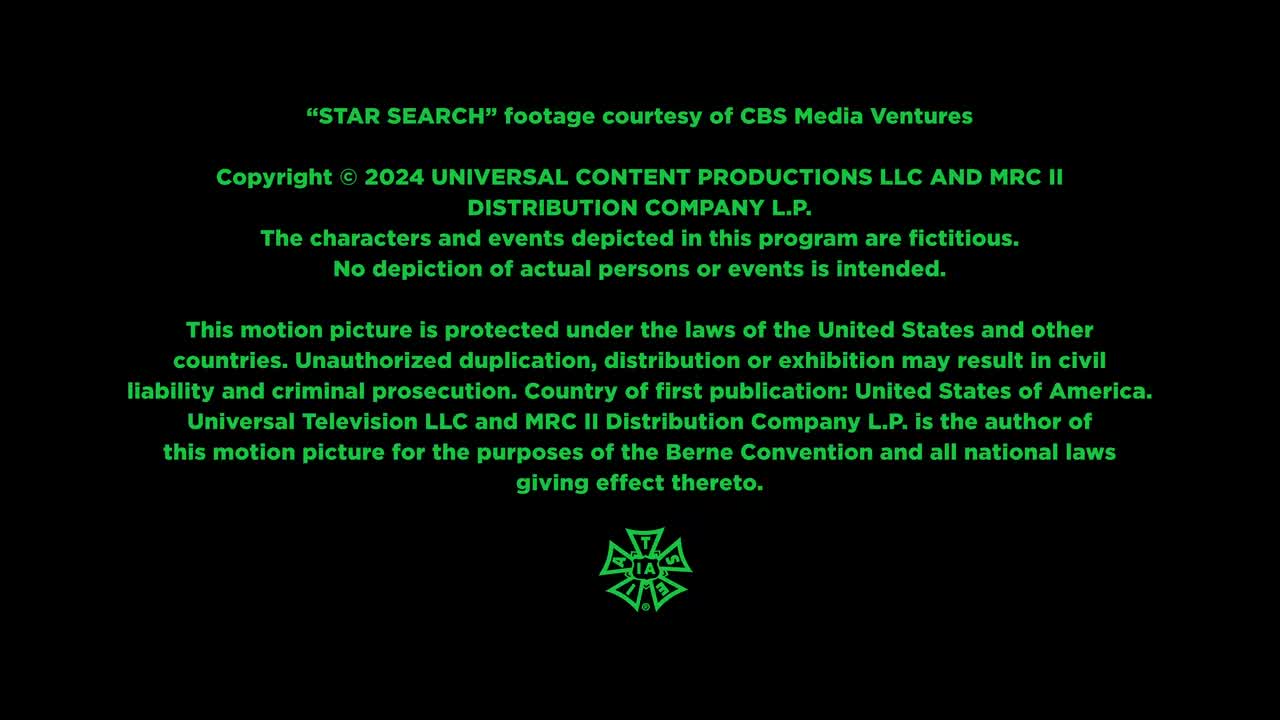 “STAR SEARCH” footage courtesy of CBS Media Ventures
Copyright © 2024 UNIVERSAL CONTENT PRODUCTIONS LLC AND MRC II
DISTRIBUTION COMPANY L.P.
The characters and events depicted in this program are fictitious.
No depiction of actual persons or events is intended.
This motion picture is protected under the laws of the United States and other
countries. Unauthorized duplication, distribution or exhibition may result in civil
liability and criminal prosecution. Country of first publication: United States of America.
Universal Television LLC and MRC II Distribution Company L.P. is the author of
this motion picture for the purposes of the Berne Convention and all national laws
giving effect thereto.
I A T S E
IA
®